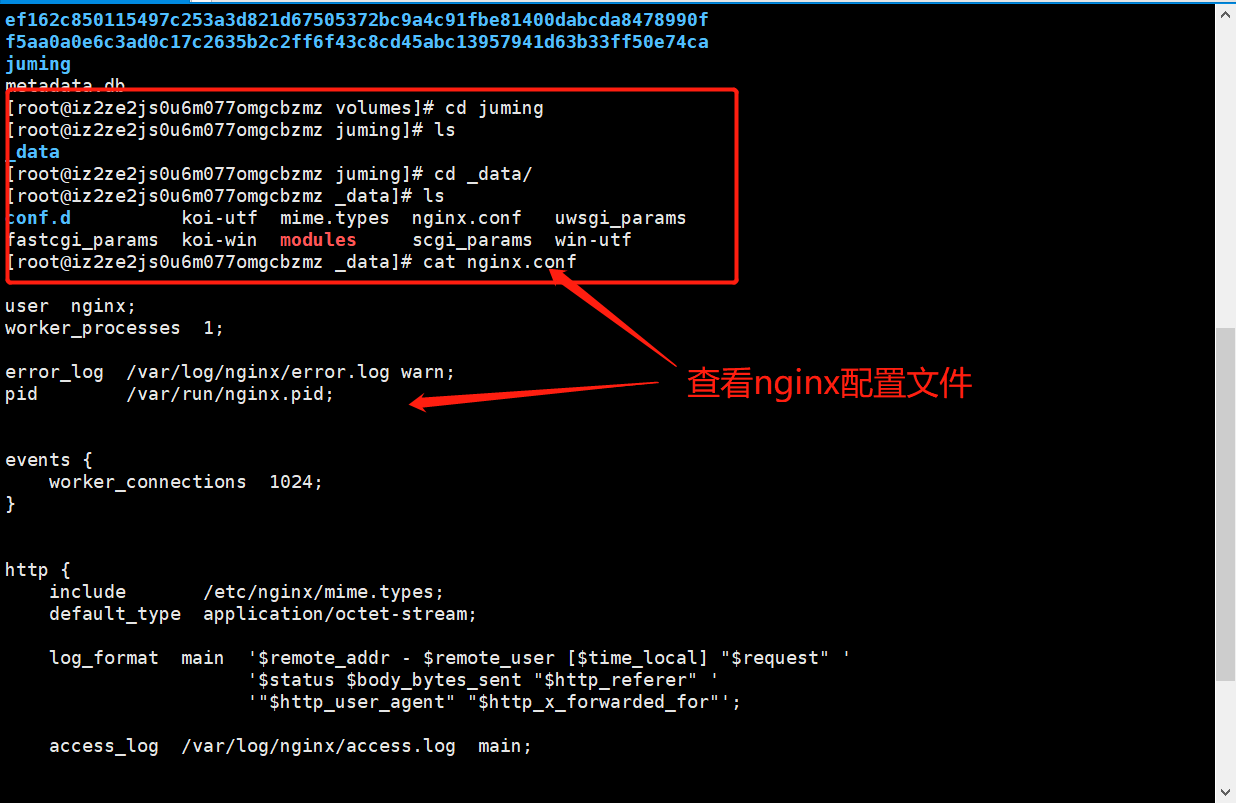 ef162c850115497c253a3d821d67505372bc9a4c91fbe81400dabcda8478990f
f5aa0a0e6c3ad0c17c2635b2c2ff6f43c8cd45abc13957941d63b33ff50e74ca
juming
metadata.db
[root@iz2ze2js0u6m077omgcbzmz volumes]# cd juming
[root@iz2ze2js0u6m077omgcbzmz juming]# ls
_data
[root@iz2ze2js0u6m077omgcbzmz juming]# cd _data/
[root@iz2ze2js0u6m077omgcbzmz _data]# ls
conf.d          koi-utf  mime.types  nginx.conf   uwsgi_params
fastcgi_params  koi-win  modules     scgi_params  win-utf
[root@iz2ze2js0u6m077omgcbzmz _data]# cat nginx.conf
user  nginx;
worker_processes  1;
error_log  /var/log/nginx/error.log warn;
pid        /var/run/nginx.pid;
查看nginx配置文件
events {
    worker_connections  1024;
}
http {
    include       /etc/nginx/mime.types;
    default_type  application/octet-stream;
    log_format  main  '$remote_addr - $remote_user [$time_local] "$request" '
                      '$status $body_bytes_sent "$http_referer" '
                      '"$http_user_agent" "$http_x_forwarded_for"';
    access_log  /var/log/nginx/access.log  main;